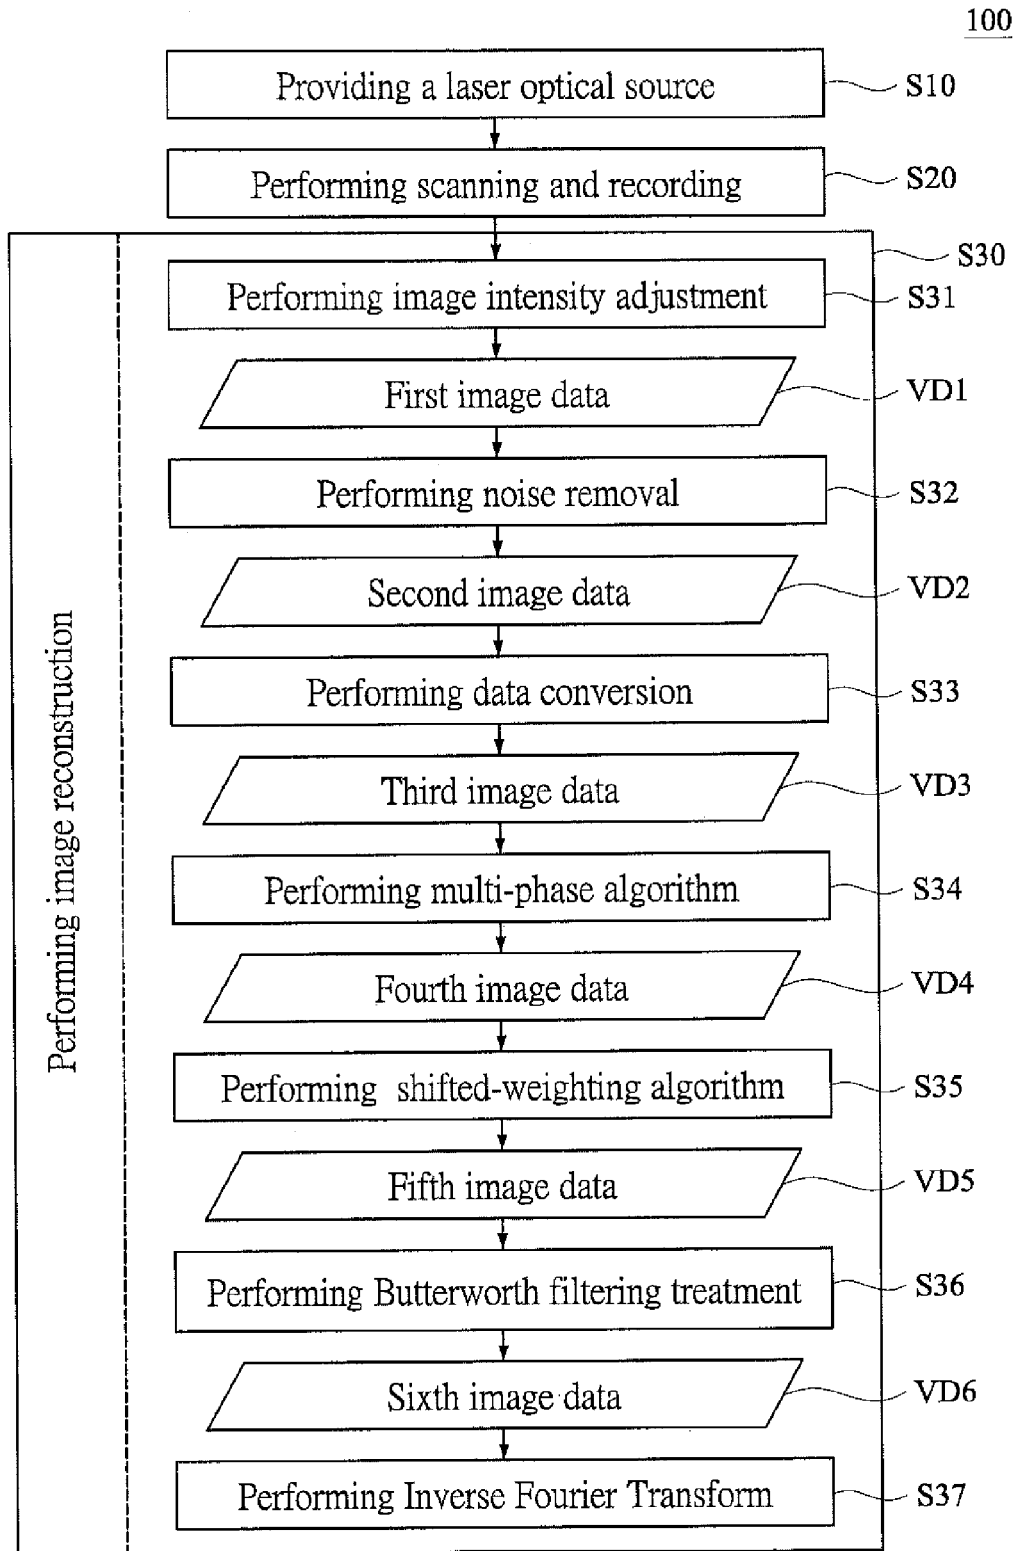 100
Providing a laser optical source
S10
Performing scanning and recording
S20
S30
Performing image reconstruction
Performing image intensity adjustment
S31
First image data
VD1
Performing noise removal
S32
Second image data
VD2
Performing data conversion
S33
Third image data
VD3
Performing multi-phase algorithm
S34
Fourth image data
VD4
Performing shifted-weighting algorithm
S35
Fifth image data
VD5
Performing Butterworth filtering treatment
S36
Sixth image data
VD6
Performing Inverse Fourier Transform
S37